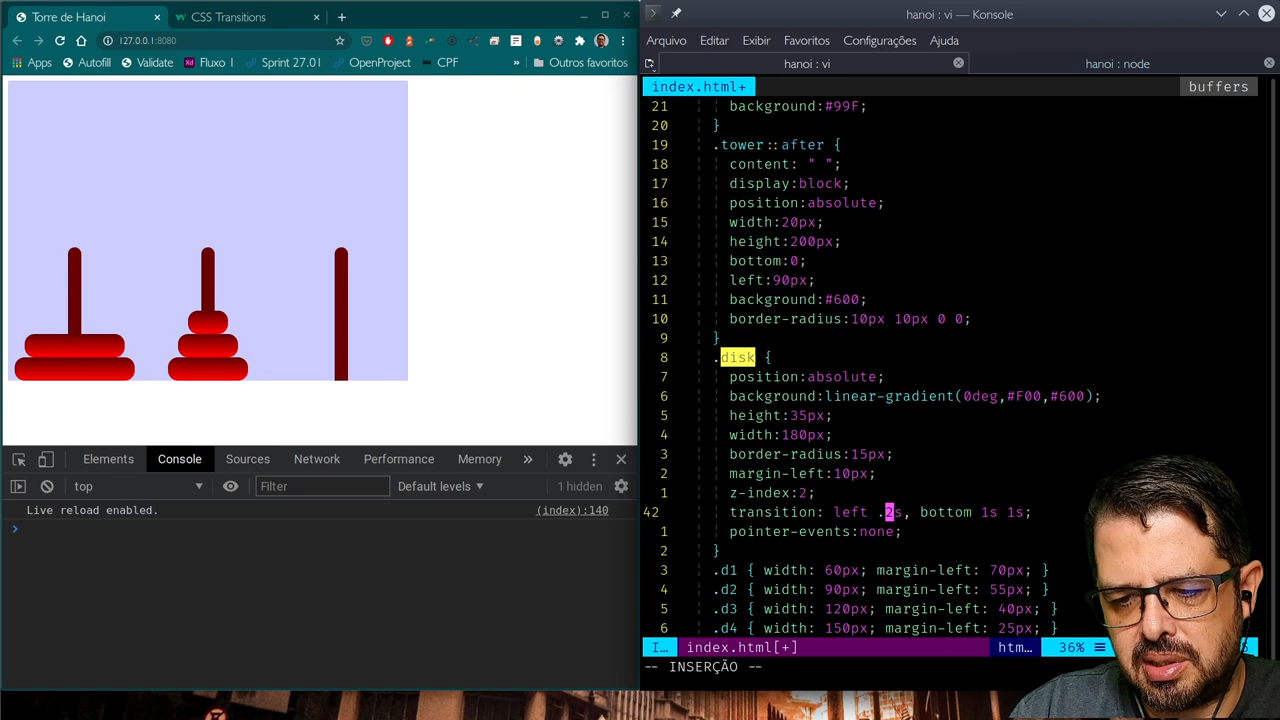 Torre de Hanoi
CSS Transitions
127.0.0.1:8080
Apps
Autofill
Validate
Fluxo 1
Sprint 27.01
OpenProject
CPF
»
Outros favoritos
Elements
Console
Sources
Network
Performance
Memory
»
top
Filter
Default levels
1 hidden
Live reload enabled.
(index):140
hanoi : vi — Konsole
Arquivo
Editar
Exibir
Favoritos
Configurações
Ajuda
hanoi : vi
hanoi : node
index.html+
buffers
21 background:#99F;
20 }
19 .tower::after {
18 content: " ";
17 display:block;
16 position:absolute;
15 width:20px;
14 height:200px;
13 bottom:0;
12 left:90px;
11 background:#600;
10 border-radius:10px 10px 0 0;
9 }
8 .disk {
7 position:absolute;
6 background:linear-gradient(0deg,#F00,#600);
5 height:35px;
4 width:180px;
3 border-radius:15px;
2 margin-left:10px;
1 z-index:2;
42 transition: left .2s, bottom 1s 1s;
1 pointer-events:none;
2 }
3 .d1 { width: 60px; margin-left: 70px; }
4 .d2 { width: 90px; margin-left: 55px; }
5 .d3 { width: 120px; margin-left: 40px; }
6 .d4 { width: 150px; margin-left: 25px; }
I… index.html[+] htm… 36% ☰
-- INSERÇÃO --